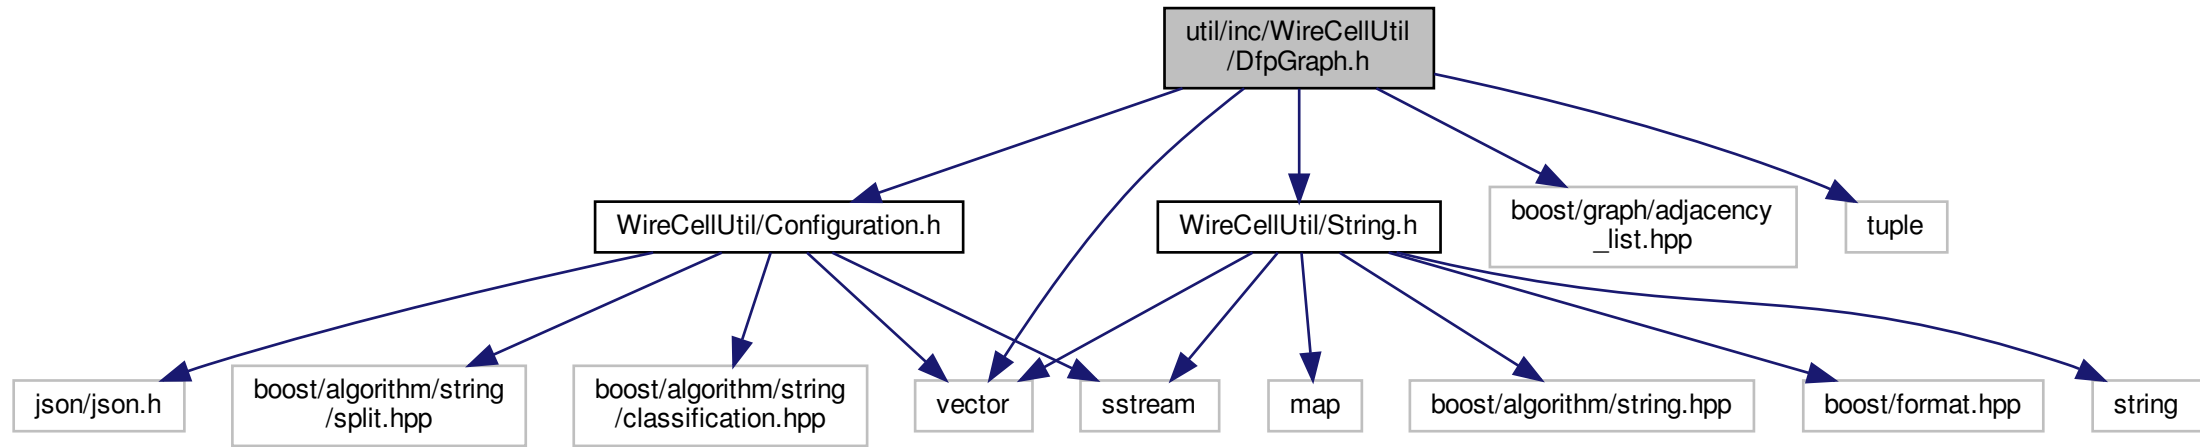 util/inc/WireCellUtil
/DfpGraph.h
WireCellUtil/Configuration.h
WireCellUtil/String.h
boost/graph/adjacency
_list.hpp
tuple
json/json.h
boost/algorithm/string
/split.hpp
boost/algorithm/string
/classification.hpp
vector
sstream
map
boost/algorithm/string.hpp
boost/format.hpp
string